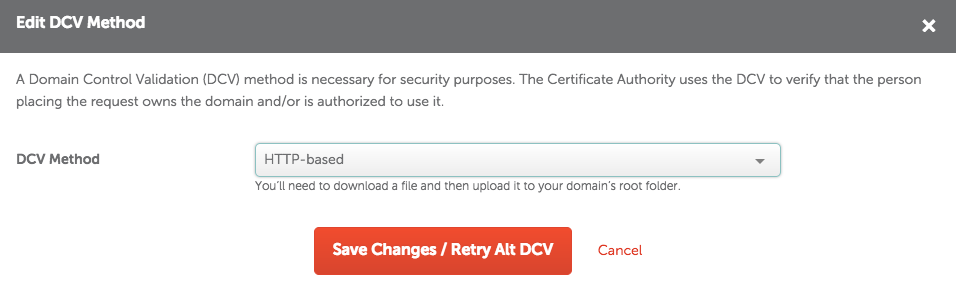 Edit DCV Method
A Domain Control Validation (DCV) method is necessary for security purposes. The Certificate Authority uses the DCV to verify that the person
placing the request owns the domain and/or is authorized to use it.
DCV Method
HTTP-based
You'll need to download a file and then upload it to your domain's root folder.
Save Changes / Retry Alt DCV
Cancel